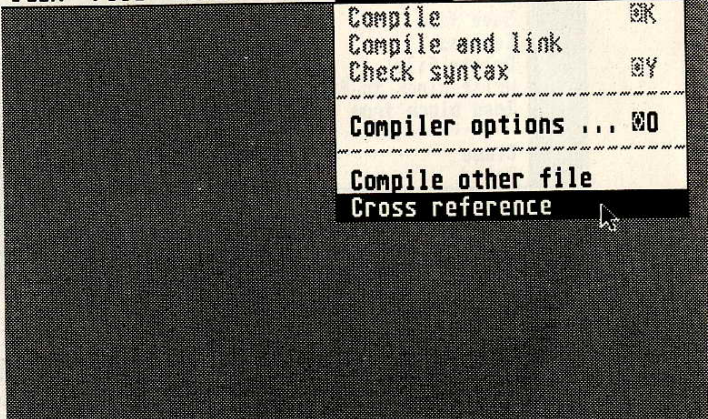 Compile K
Compile and link
Check syntax Y
Compiler options ... O
Compile other file
Cross reference